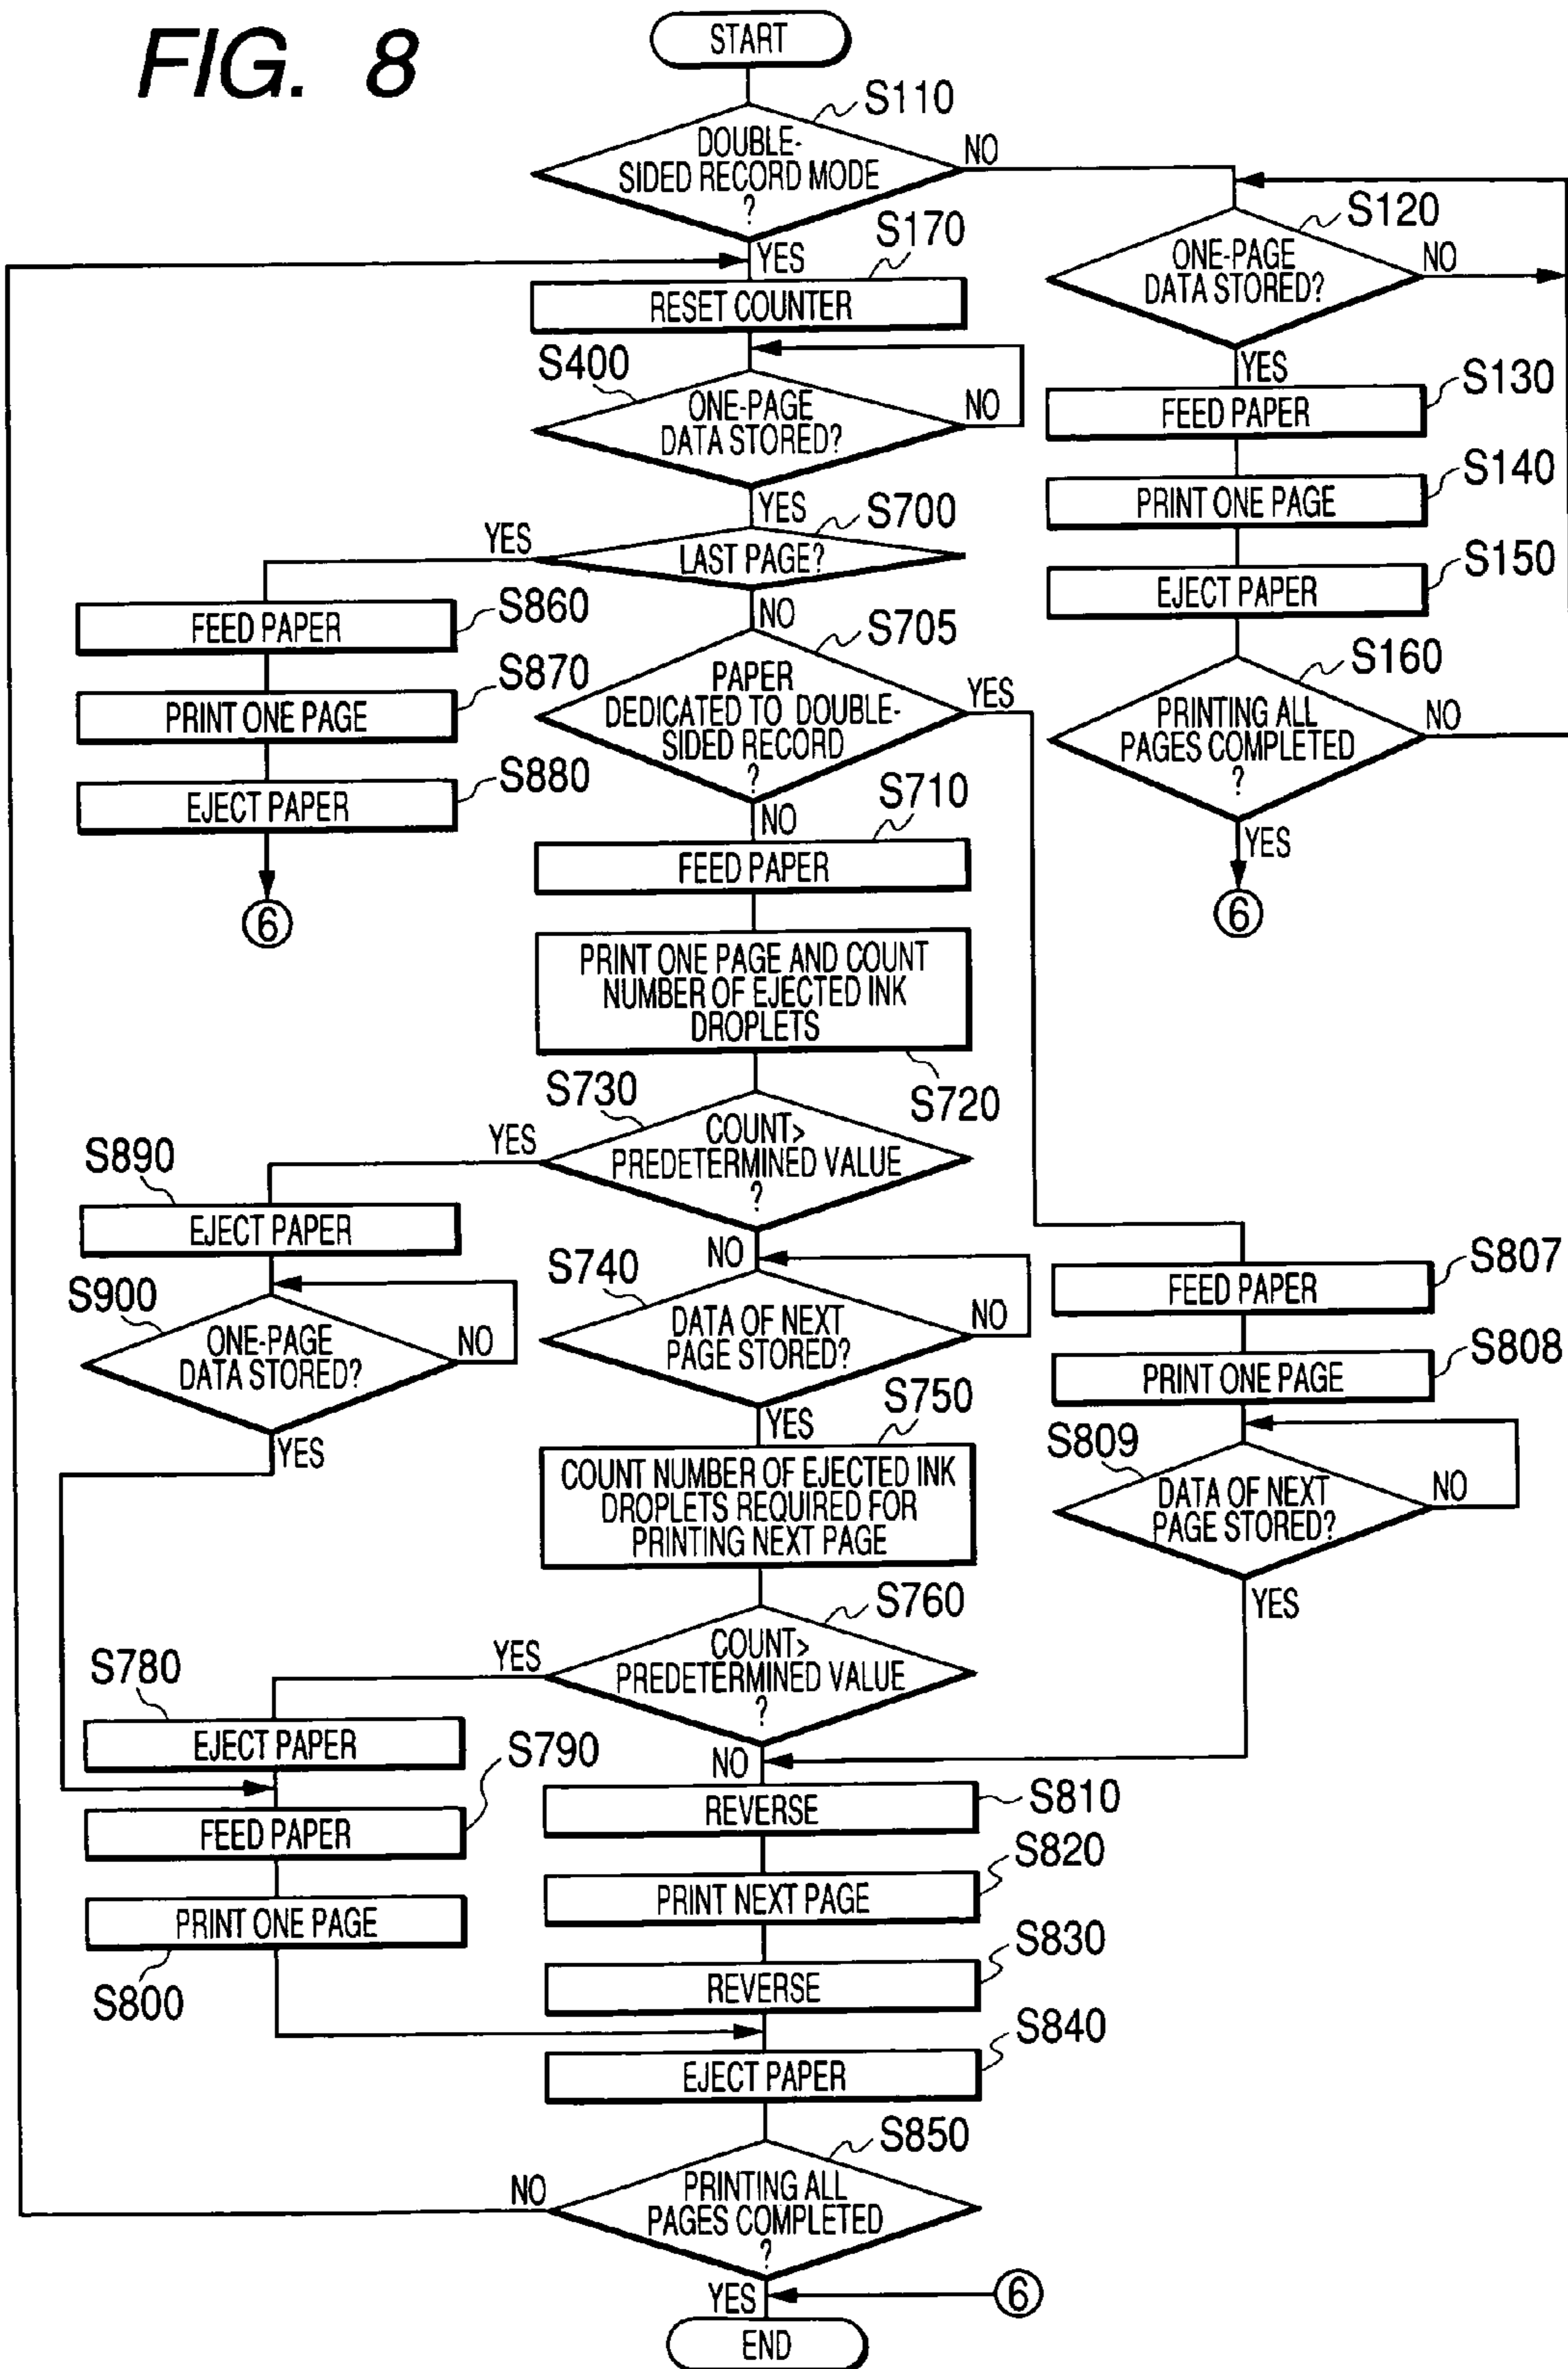 FIG. 8
START
S110
DOUBLE-
SIDED RECORD MODE
?
NO
YES
S170
RESET COUNTER
S400
ONE-PAGE
DATA STORED?
NO
YES
S700
LAST PAGE?
YES
NO
S860
FEED PAPER
S870
PRINT ONE PAGE
S880
EJECT PAPER
6
S705
PAPER
DEDICATED TO DOUBLE-
SIDED RECORD
?
YES
NO
S710
FEED PAPER
PRINT ONE PAGE AND COUNT
NUMBER OF EJECTED INK
DROPLETS
S720
S730
COUNT>
PREDETERMINED VALUE
?
YES
NO
S890
EJECT PAPER
S900
ONE-PAGE
DATA STORED?
NO
YES
S740
DATA OF NEXT
PAGE STORED?
NO
YES
S750
COUNT NUMBER OF EJECTED INK
DROPLETS REQUIRED FOR
PRINTING NEXT PAGE
S760
COUNT>
PREDETERMINED VALUE
?
YES
NO
S780
EJECT PAPER
S790
FEED PAPER
PRINT ONE PAGE
S800
S810
REVERSE
S820
PRINT NEXT PAGE
S830
REVERSE
S840
EJECT PAPER
S850
PRINTING ALL
PAGES COMPLETED
?
NO
YES
6
END
S120
ONE-PAGE
DATA STORED?
NO
YES
S130
FEED PAPER
S140
PRINT ONE PAGE
S150
EJECT PAPER
S160
PRINTING ALL
PAGES COMPLETED
?
NO
YES
6
S807
FEED PAPER
S808
PRINT ONE PAGE
S809
DATA OF NEXT
PAGE STORED?
NO
YES